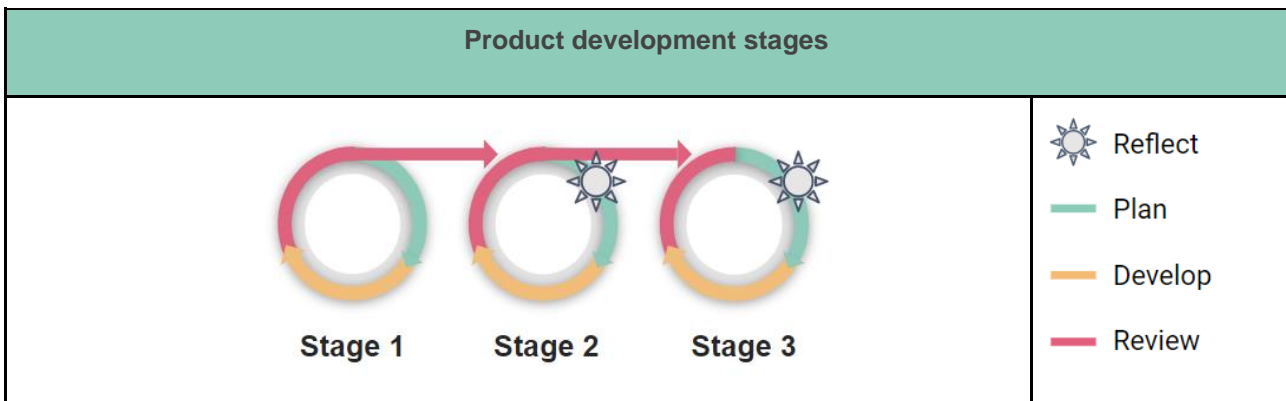 Product development stages
Reflect
Plan
Develop
Review
Stage 1
Stage 2
Stage 3